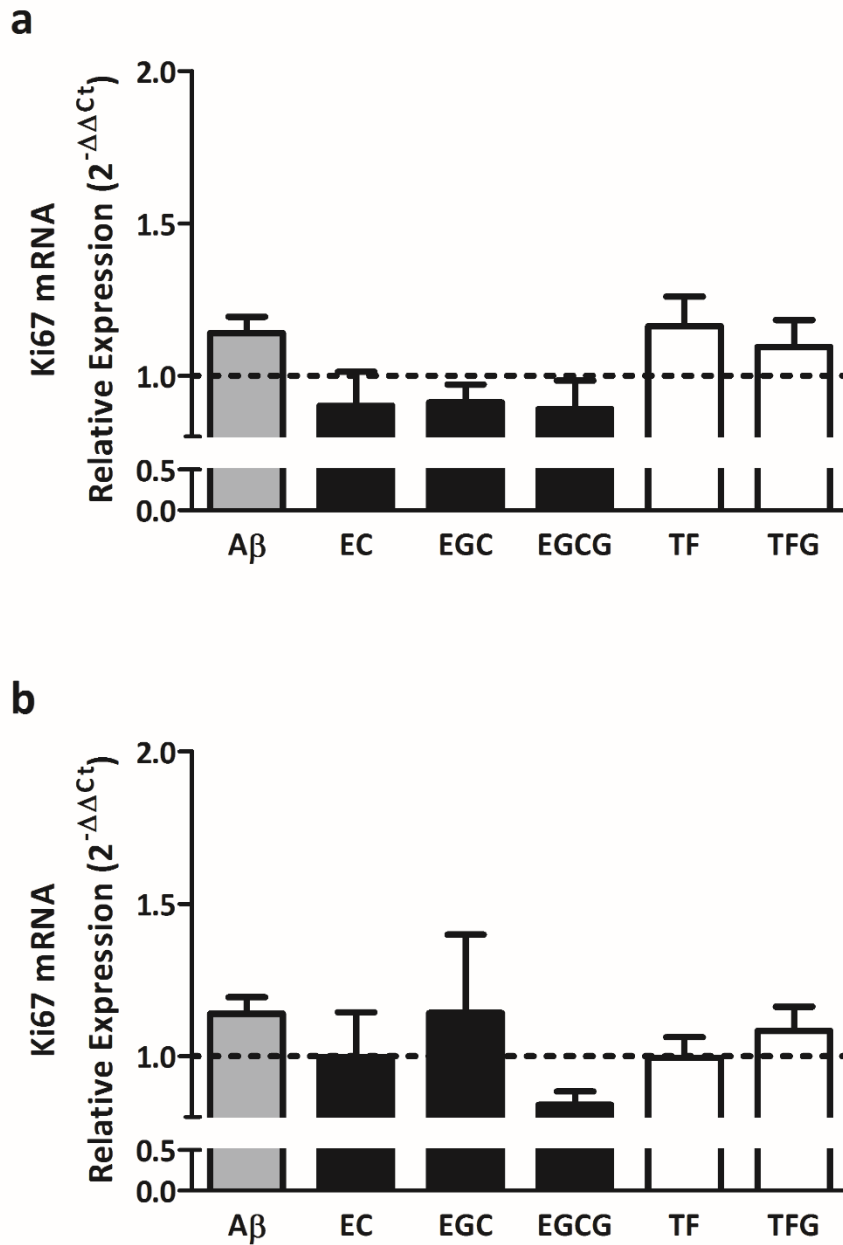 a
Ki67 mRNA
Relative Expression (2^-ΔΔCt)
2.0
1.5
1.0
0.5
0.0
Aβ EC EGC EGCG TF TFG
b
Ki67 mRNA
Relative Expression (2^-ΔΔCt)
2.0
1.5
1.0
0.5
0.0
Aβ EC EGC EGCG TF TFG